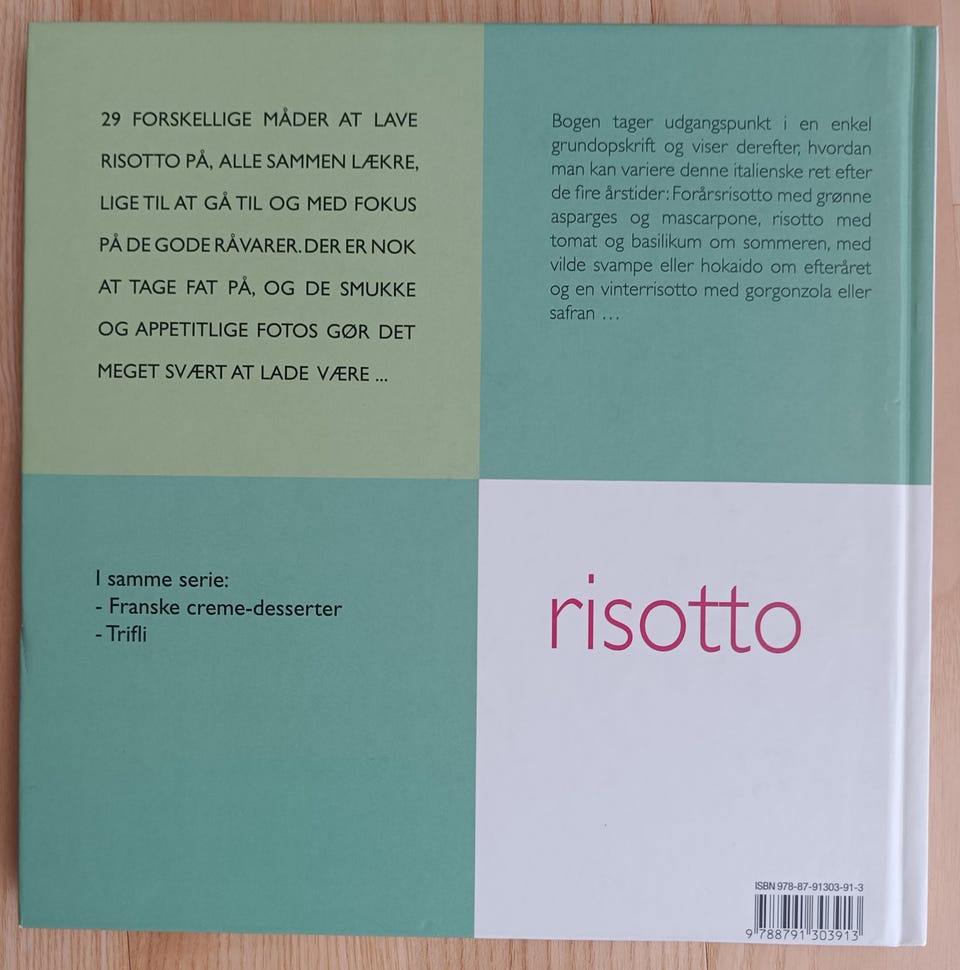 29 FORSKELLIGE MÅDER AT LAVE
RISOTTO PÅ, ALLE SAMMEN LÆKRE,
LIGE TIL AT GÅ TIL OG MED FOKUS
PÅ DE GODE RÅVARER. DER ER NOK
AT TAGE FAT PÅ, OG DE SMUKKE
OG APPETITLIGE FOTOS GØR DET
MEGET SVÆRT AT LADE VÆRE ...
Bogen tager udgangspunkt i en enkel
grundopskrift og viser derefter, hvordan
man kan variere denne italienske ret efter
de fire årstider: Forårsrisotto med grønne
asparges og mascarpone, risotto med
tomat og basilikum om sommeren, med
vilde svampe eller hokaido om efteråret
og en vinterrisotto med gorgonzola eller
safran ...
I samme serie:
- Franske creme-desserter
- Trifli
risotto
ISBN 978-87-91303-91-3
9 788791 303913